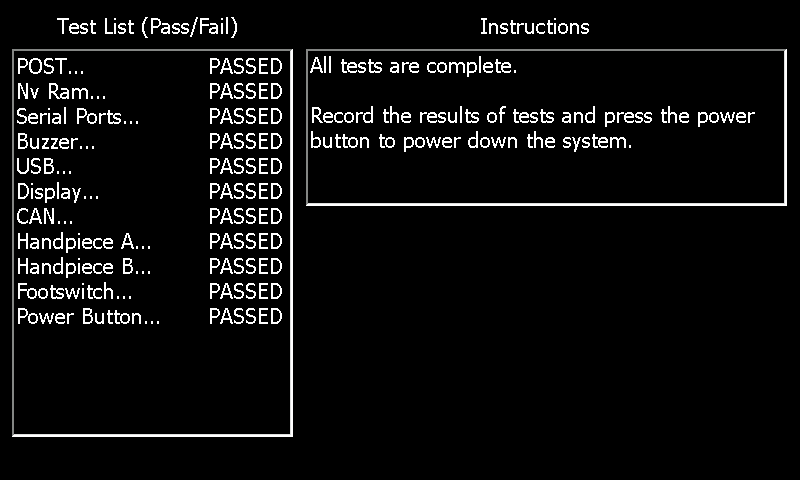 Test List (Pass/Fail)
POST... PASSED
Nv Ram... PASSED
Serial Ports... PASSED
Buzzer... PASSED
USB... PASSED
Display... PASSED
CAN... PASSED
Handpiece A... PASSED
Handpiece B... PASSED
Footswitch... PASSED
Power Button... PASSED
Instructions
All tests are complete.
Record the results of tests and press the power
button to power down the system.